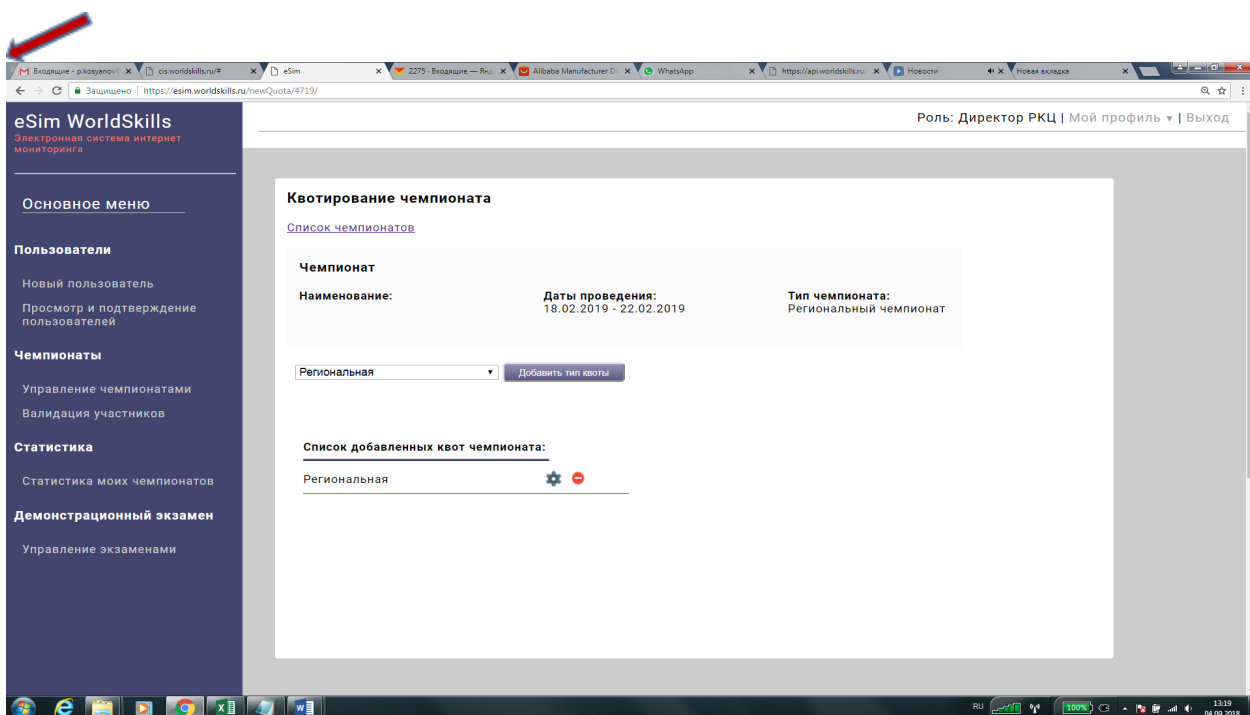 Входящие - p.kosyanov
cis.worldskills.ru/#
eSim
2275 · Входящие — Янд
Alibaba Manufacturer Di
WhatsApp
https://api.worldskills.ru
Новости
Новая вкладка
Защищено | https://esim.worldskills.ru/newQuota/4719/
eSim WorldSkills
Электронная система интернет
мониторинга
Роль: Директор РКЦ | Мой профиль ▾ | Выход
Основное меню
Пользователи
Новый пользователь
Просмотр и подтверждение
пользователей
Чемпионаты
Управление чемпионатами
Валидация участников
Статистика
Статистика моих чемпионатов
Демонстрационный экзамен
Управление экзаменами
Квотирование чемпионата
Список чемпионатов
Чемпионат
Наименование:
Даты проведения:
18.02.2019 - 22.02.2019
Тип чемпионата:
Региональный чемпионат
Региональная
Добавить тип квоты
Список добавленных квот чемпионата:
Региональная
RU
100%
13:19
04.09.2018